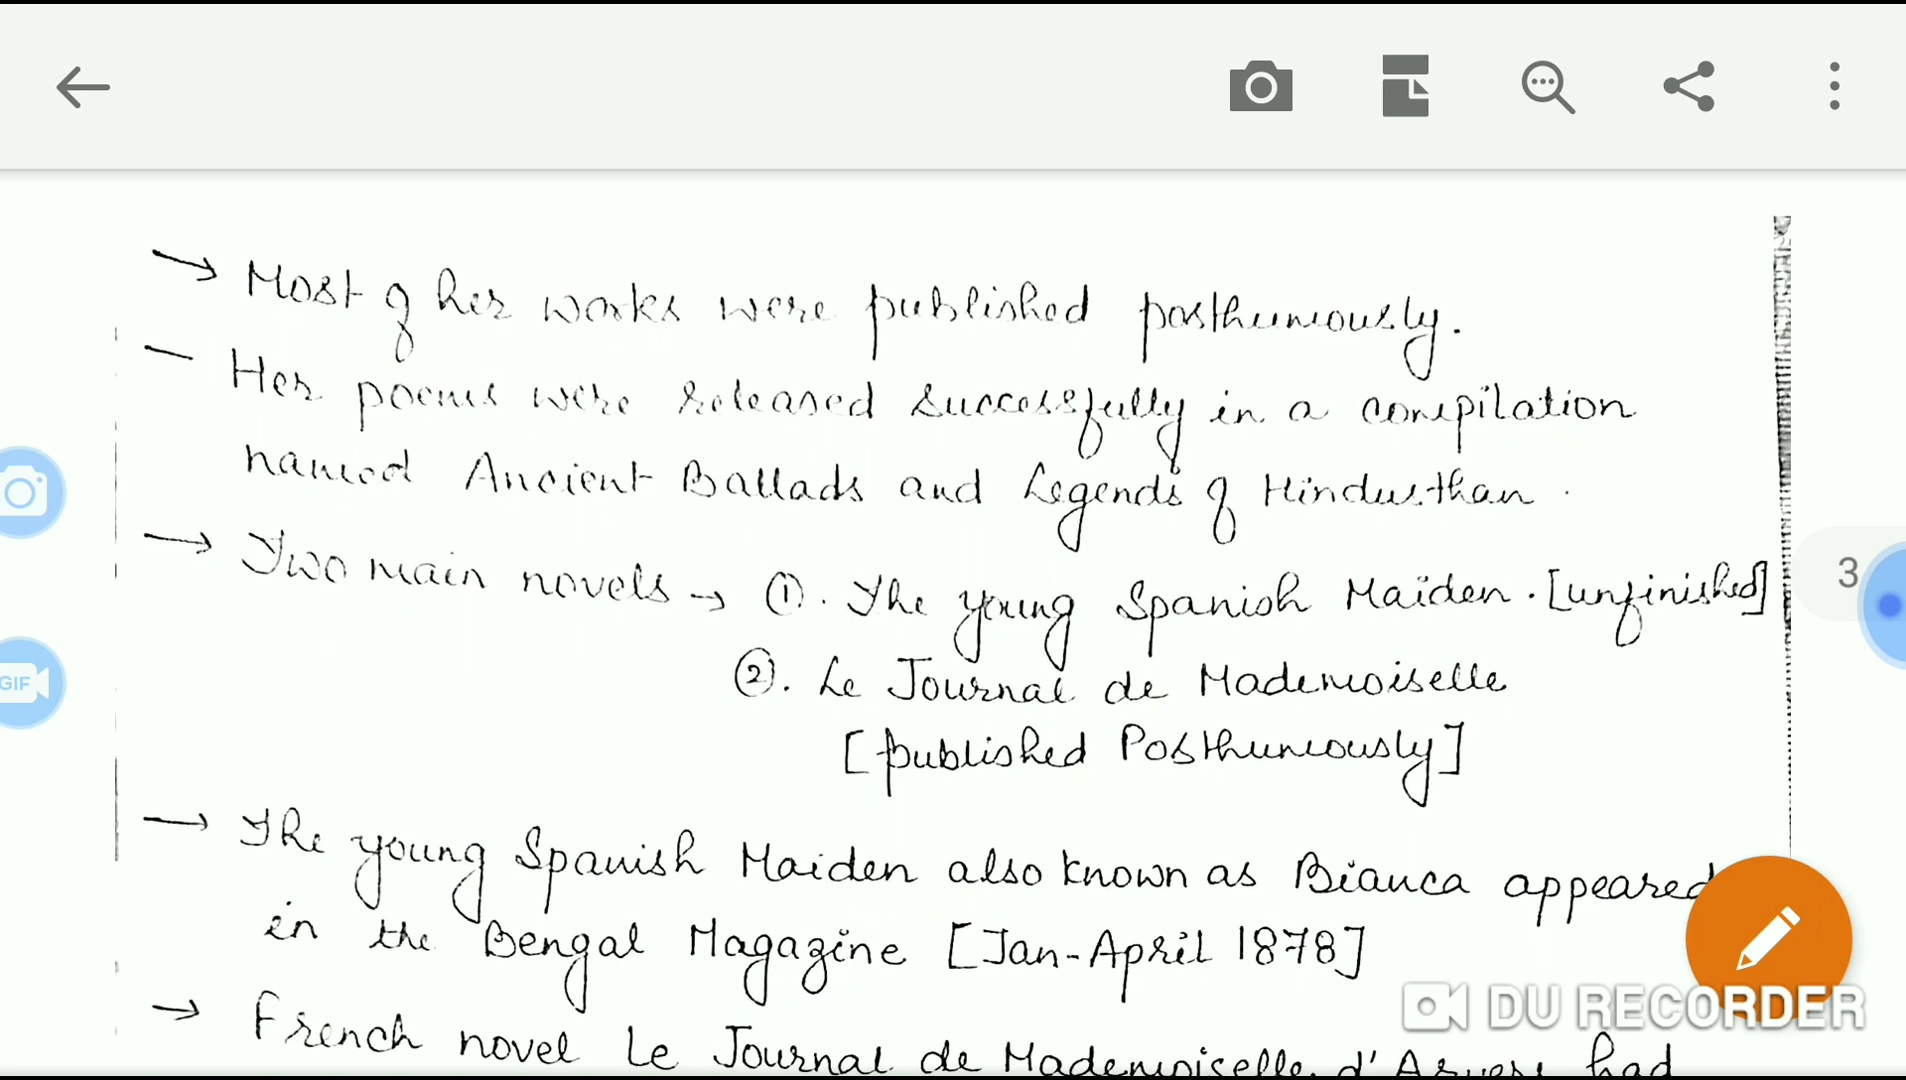 → Most of her works were published posthumously.
— Her poems were released successfully in a compilation
named Ancient Ballads and Legends of Hindusthan.
→ Two main novels → ①. The young Spanish Maiden. [unfinished]
3
②. Le Journal de Mademoiselle
GIF
[published Posthumously]
→ The young Spanish Maiden also known as Bianca appeared
in the Bengal Magazine [Jan-April 1878]
DU RECORDER
→ French novel Le Journal de Mademoiselle d'Arvers had